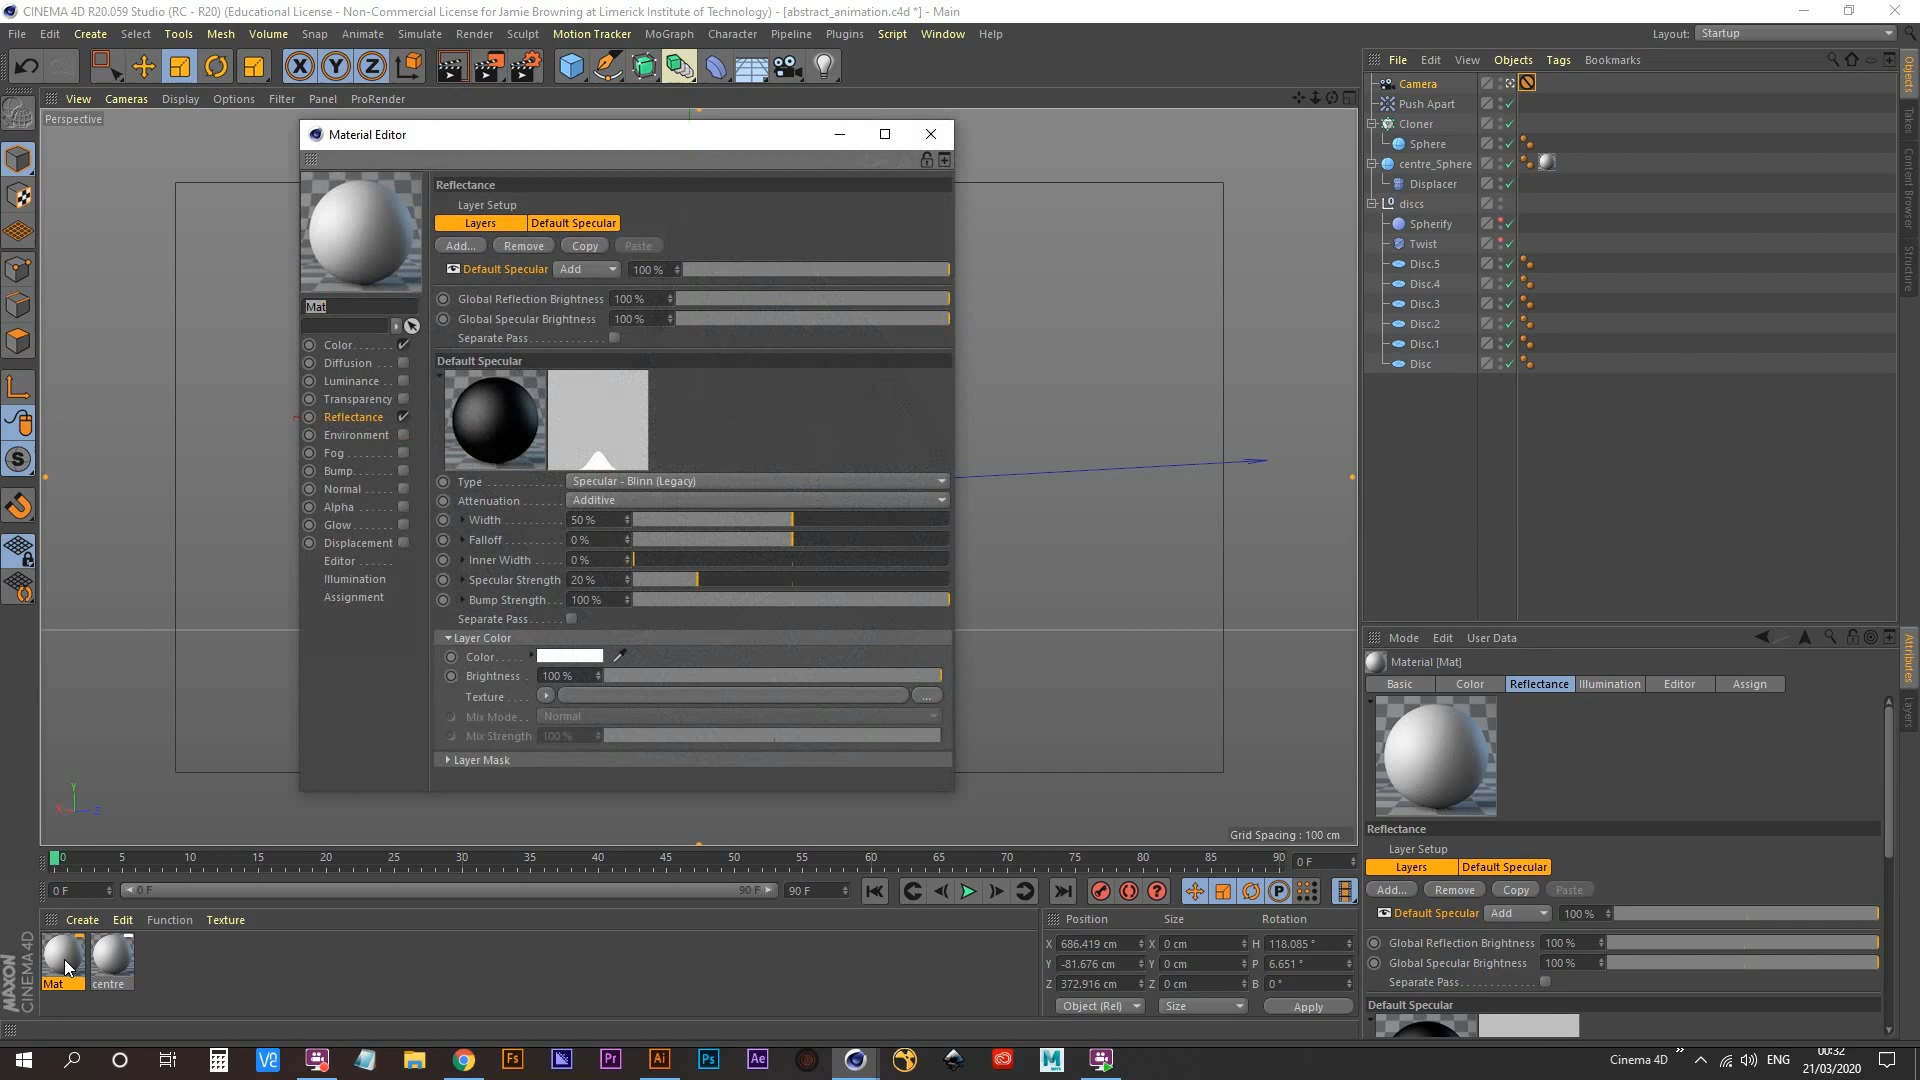 CINEMA 4D R20.059 Studio (RC - R20) (Educational License - Non-Commercial License for Jamie Browning at Limerick Institute of Technology) - [abstract_animation.c4d *] - Main
File Edit Create Select Tools Mesh Volume Snap Animate Simulate Render Sculpt Motion Tracker MoGraph Character Pipeline Plugins Script Window Help
Layout: Startup
File Edit View Objects Tags Bookmarks
View Cameras Display Options Filter Panel ProRender
Perspective
Material Editor
Reflectance
Layer Setup
Layers Default Specular
Add... Remove Copy Paste
Default Specular Add 100 %
Mat
Global Reflection Brightness 100 %
Global Specular Brightness 100 %
Separate Pass
Default Specular
Color
Diffusion
Luminance
Transparency
Reflectance
Environment
Fog
Bump
Normal
Alpha
Glow
Displacement
Editor
Illumination
Assignment
Type Specular - Blinn (Legacy)
Attenuation Additive
Width 50 %
Falloff 0 %
Inner Width 0 %
Specular Strength 20 %
Bump Strength 100 %
Separate Pass
Layer Color
Color
Brightness 100 %
Texture ...
Mix Mode Normal
Mix Strength 100 %
Layer Mask
X
Y
Z
Grid Spacing : 100 cm
Camera
Push Apart
Cloner
Sphere
centre_Sphere
Displacer
discs
Spherify
Twist
Disc.5
Disc.4
Disc.3
Disc.2
Disc.1
Disc
Objects
Takes
Content Browser
Structure
Mode Edit User Data
Material [Mat]
Basic Color Reflectance Illumination Editor Assign
Reflectance
Layer Setup
Layers Default Specular
Add... Remove Copy Paste
Default Specular Add 100 %
Global Reflection Brightness 100 %
Global Specular Brightness 100 %
Separate Pass
Default Specular
Attributes
Layers
0 5 10 15 20 25 30 35 40 45 50 55 60 65 70 75 80 85 90 0 F
0 F 0 F 90 F 90 F
Create Edit Function Texture
Mat centre
MAXON
CINEMA 4D
Position Size Rotation
X 686.419 cm X 0 cm H 118.085 °
Y -81.676 cm Y 0 cm P 6.651 °
Z 372.916 cm Z 0 cm B 0 °
Object (Rel) Size Apply
Fs Pr Ai Ps Ae M
Cinema 4D ENG 00:32
21/03/2020